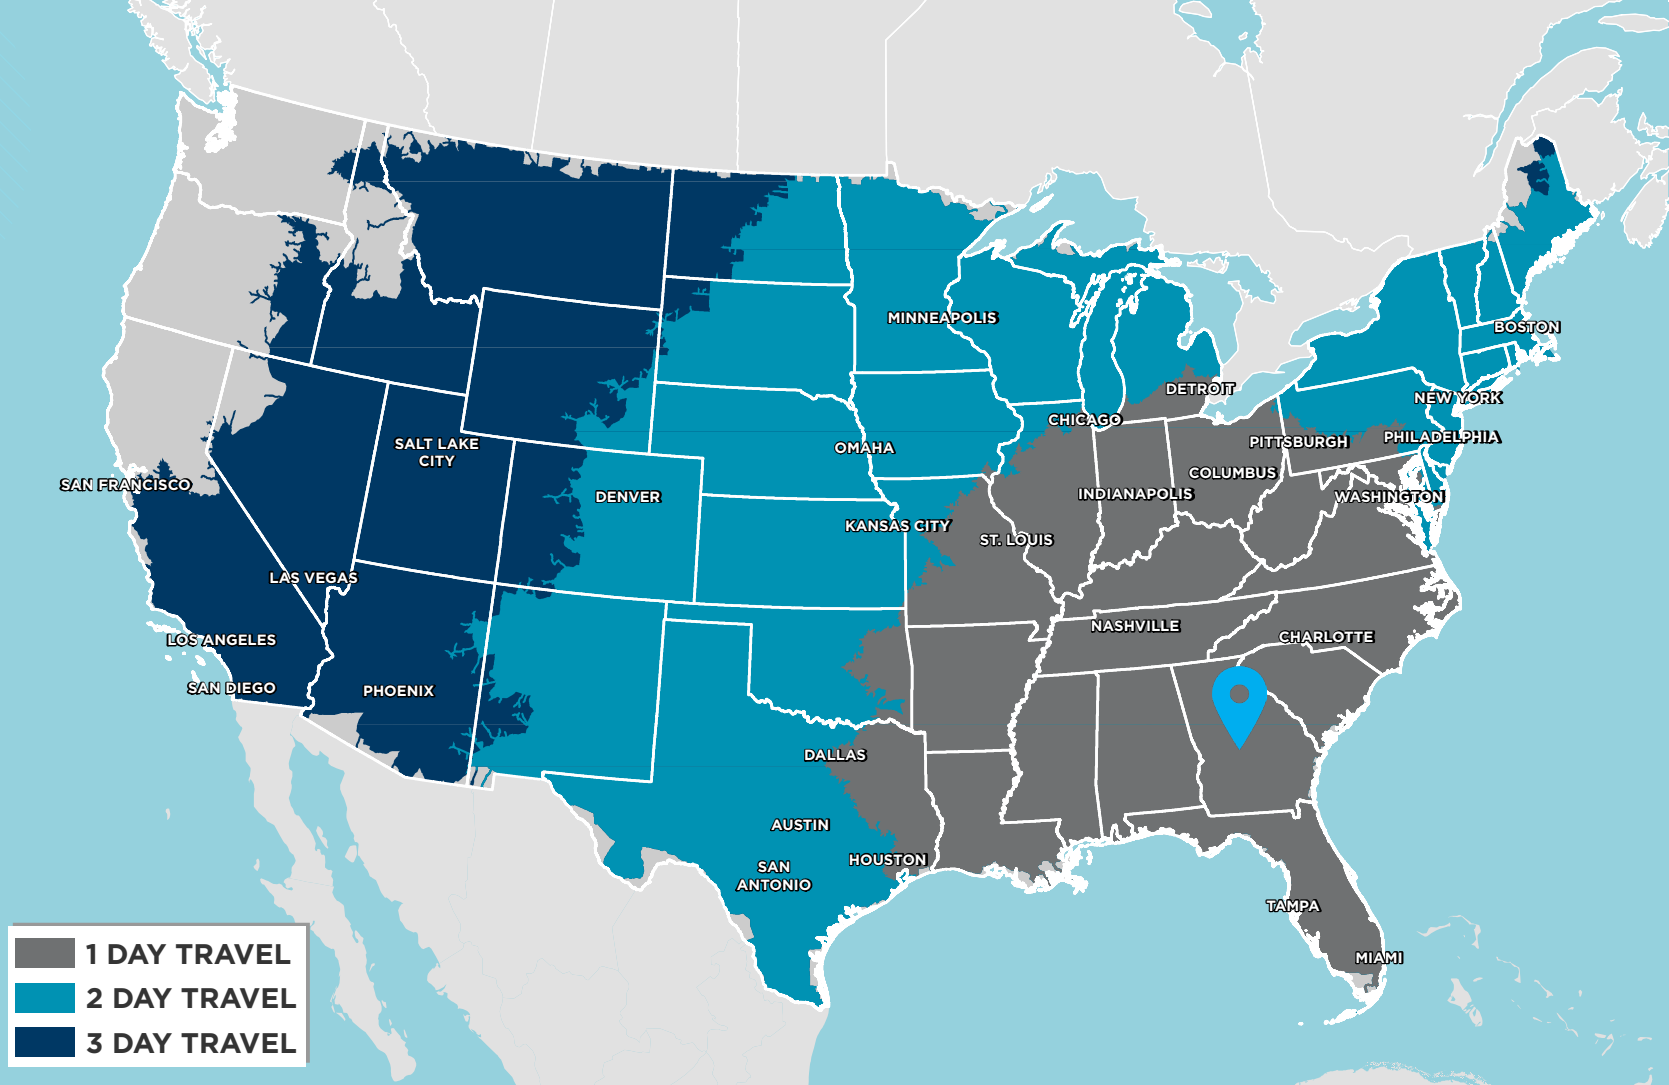 MINNEAPOLIS
BOSTON
DETROIT
NEW YORK
CHICAGO
PITTSBURGH
PHILADELPHIA
SALT LAKE
CITY
OMAHA
COLUMBUS
SAN FRANCISCO
DENVER
INDIANAPOLIS
WASHINGTON
KANSAS CITY
ST. LOUIS
LAS VEGAS
NASHVILLE
CHARLOTTE
LOS ANGELES
SAN DIEGO
PHOENIX
DALLAS
AUSTIN
HOUSTON
SAN
ANTONIO
TAMPA
MIAMI
1 DAY TRAVEL
2 DAY TRAVEL
3 DAY TRAVEL